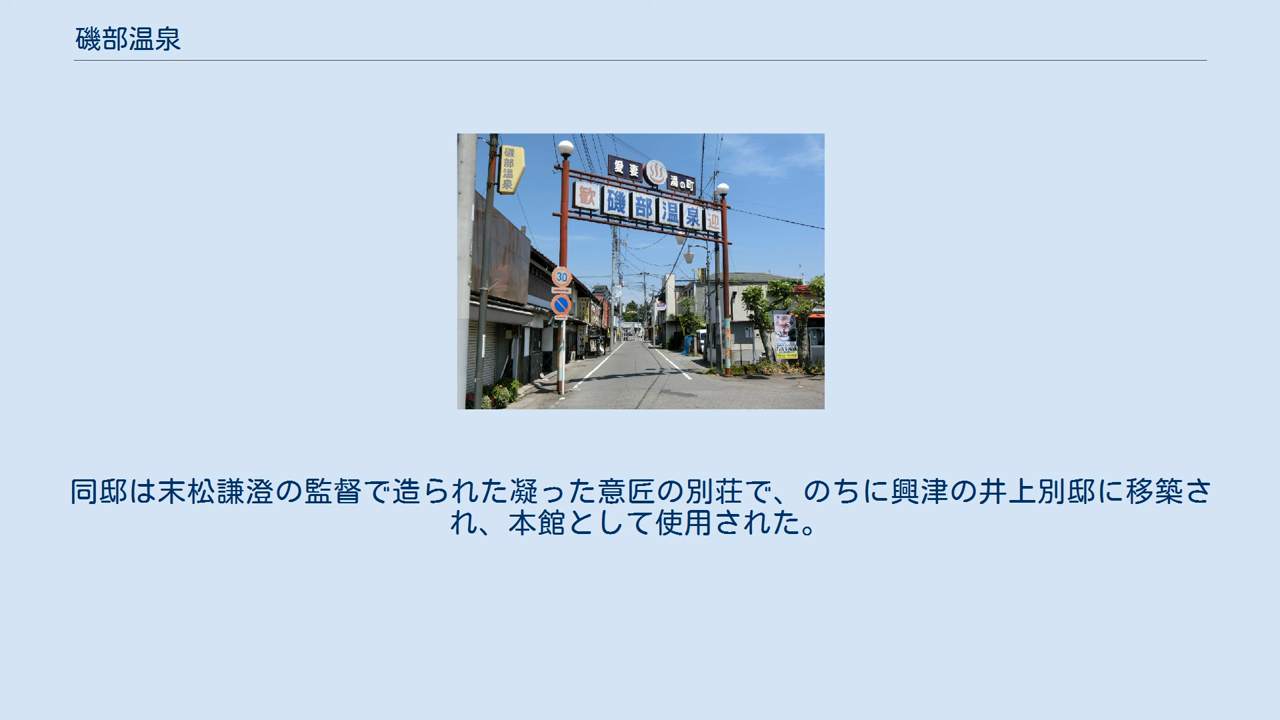 磯部温泉
磯部温泉
愛妻 湯の町
歓磯部温泉迎
30
同邸は末松謙澄の監督で造られた凝った意匠の別荘で、のちに興津の井上別邸に移築さ
れ、本館として使用された。